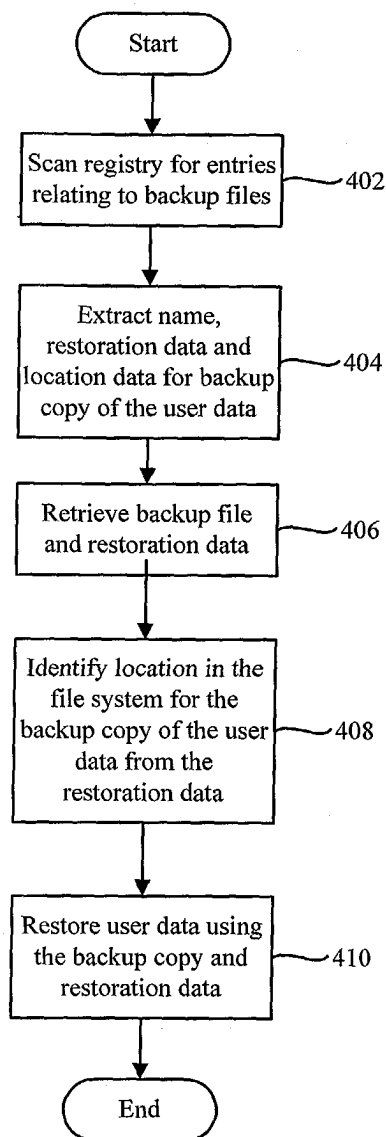 Start
Scan registry for entries
relating to backup files
402
Extract name,
restoration data and
location data for backup
copy of the user data
404
Retrieve backup file
and restoration data
406
Identify location in the
file system for the
backup copy of the user
data from the
restoration data
408
Restore user data using
the backup copy and
restoration data
410
End